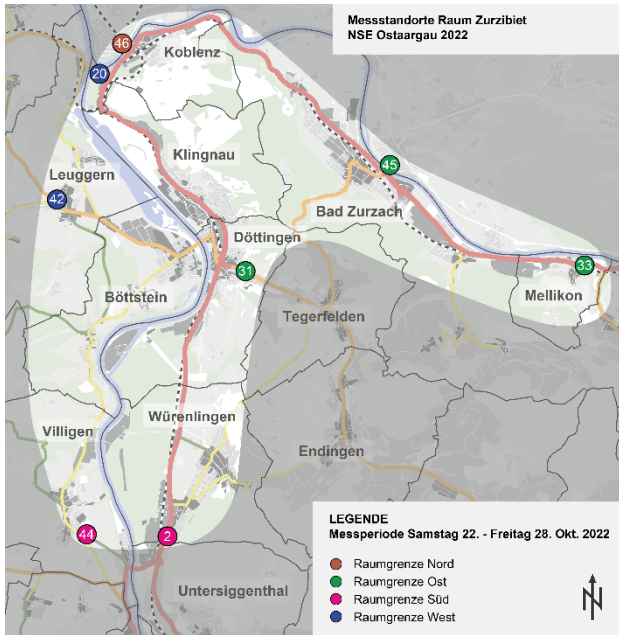 Messstandorte Raum Zurzibiet
NSE Ostaargau 2022
46
Koblenz
20
Klingnau
45
Leuggern
42
Bad Zurzach
Döttingen
31
33
Böttstein
Mellikon
Tegerfelden
Würenlingen
Villigen
Endingen
44
2
Untersiggenthal
LEGENDE
Messperiode Samstag 22. - Freitag 28. Okt. 2022
Raumgrenze Nord
Raumgrenze Ost
Raumgrenze Süd
Raumgrenze West
N